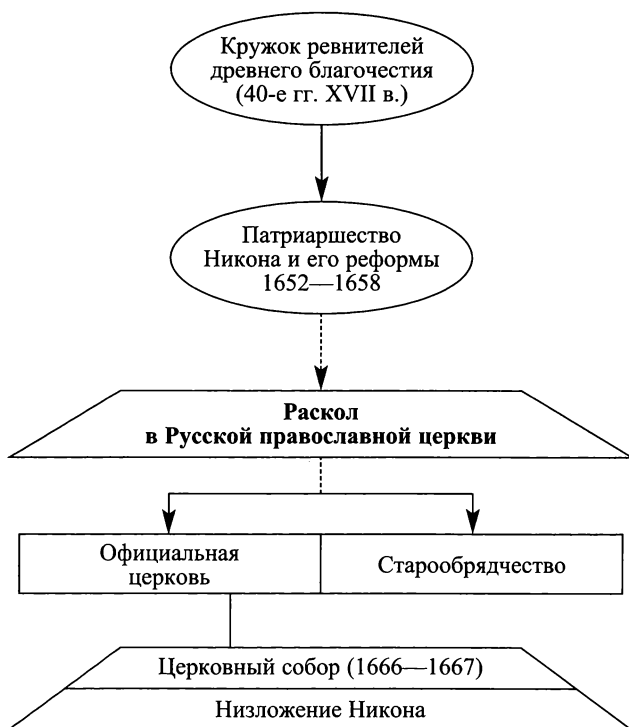 Кружок ревнителей
древнего благочестия
(40-е гг. XVII в.)
Патриаршество
Никона и его реформы
1652—1658
Раскол
в Русской православной церкви
Официальная
церковь
Старообрядчество
Церковный собор (1666—1667)
Низложение Никона